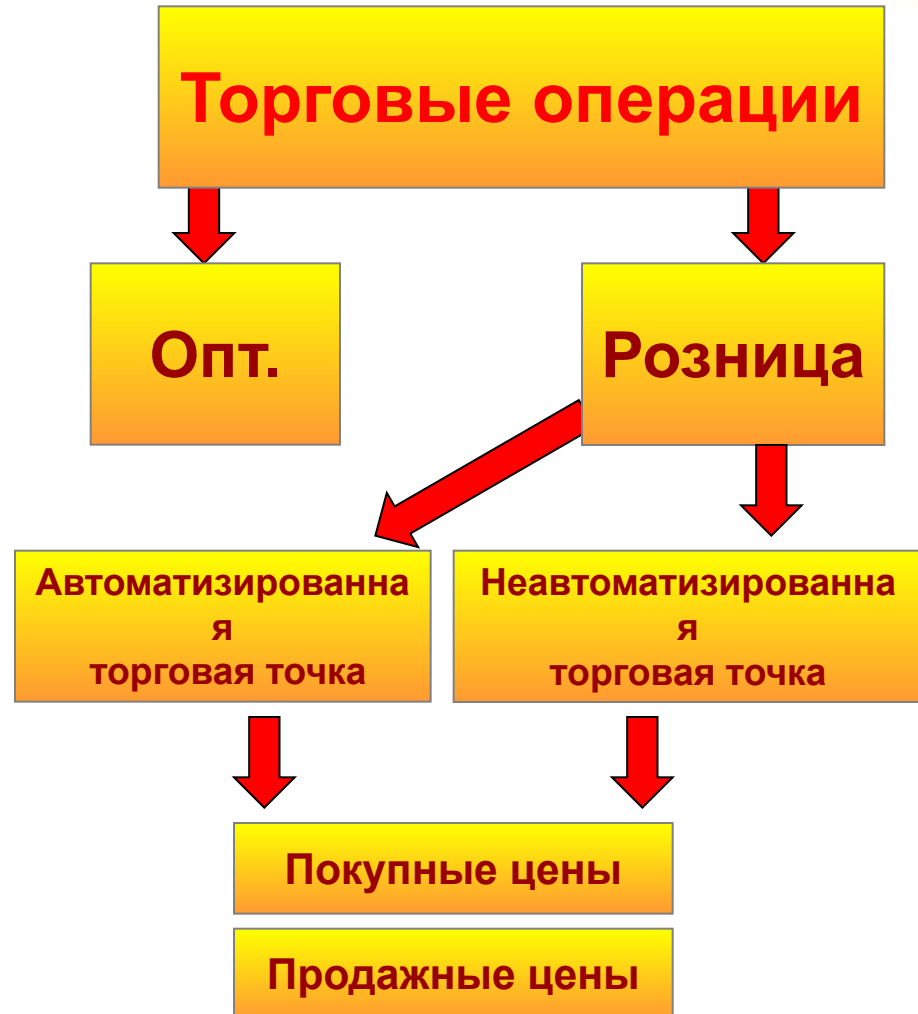 Торговые операции
Опт.
Розница
Автоматизированна
я
торговая точка
Неавтоматизированна
я
торговая точка
Покупные цены
Продажные цены